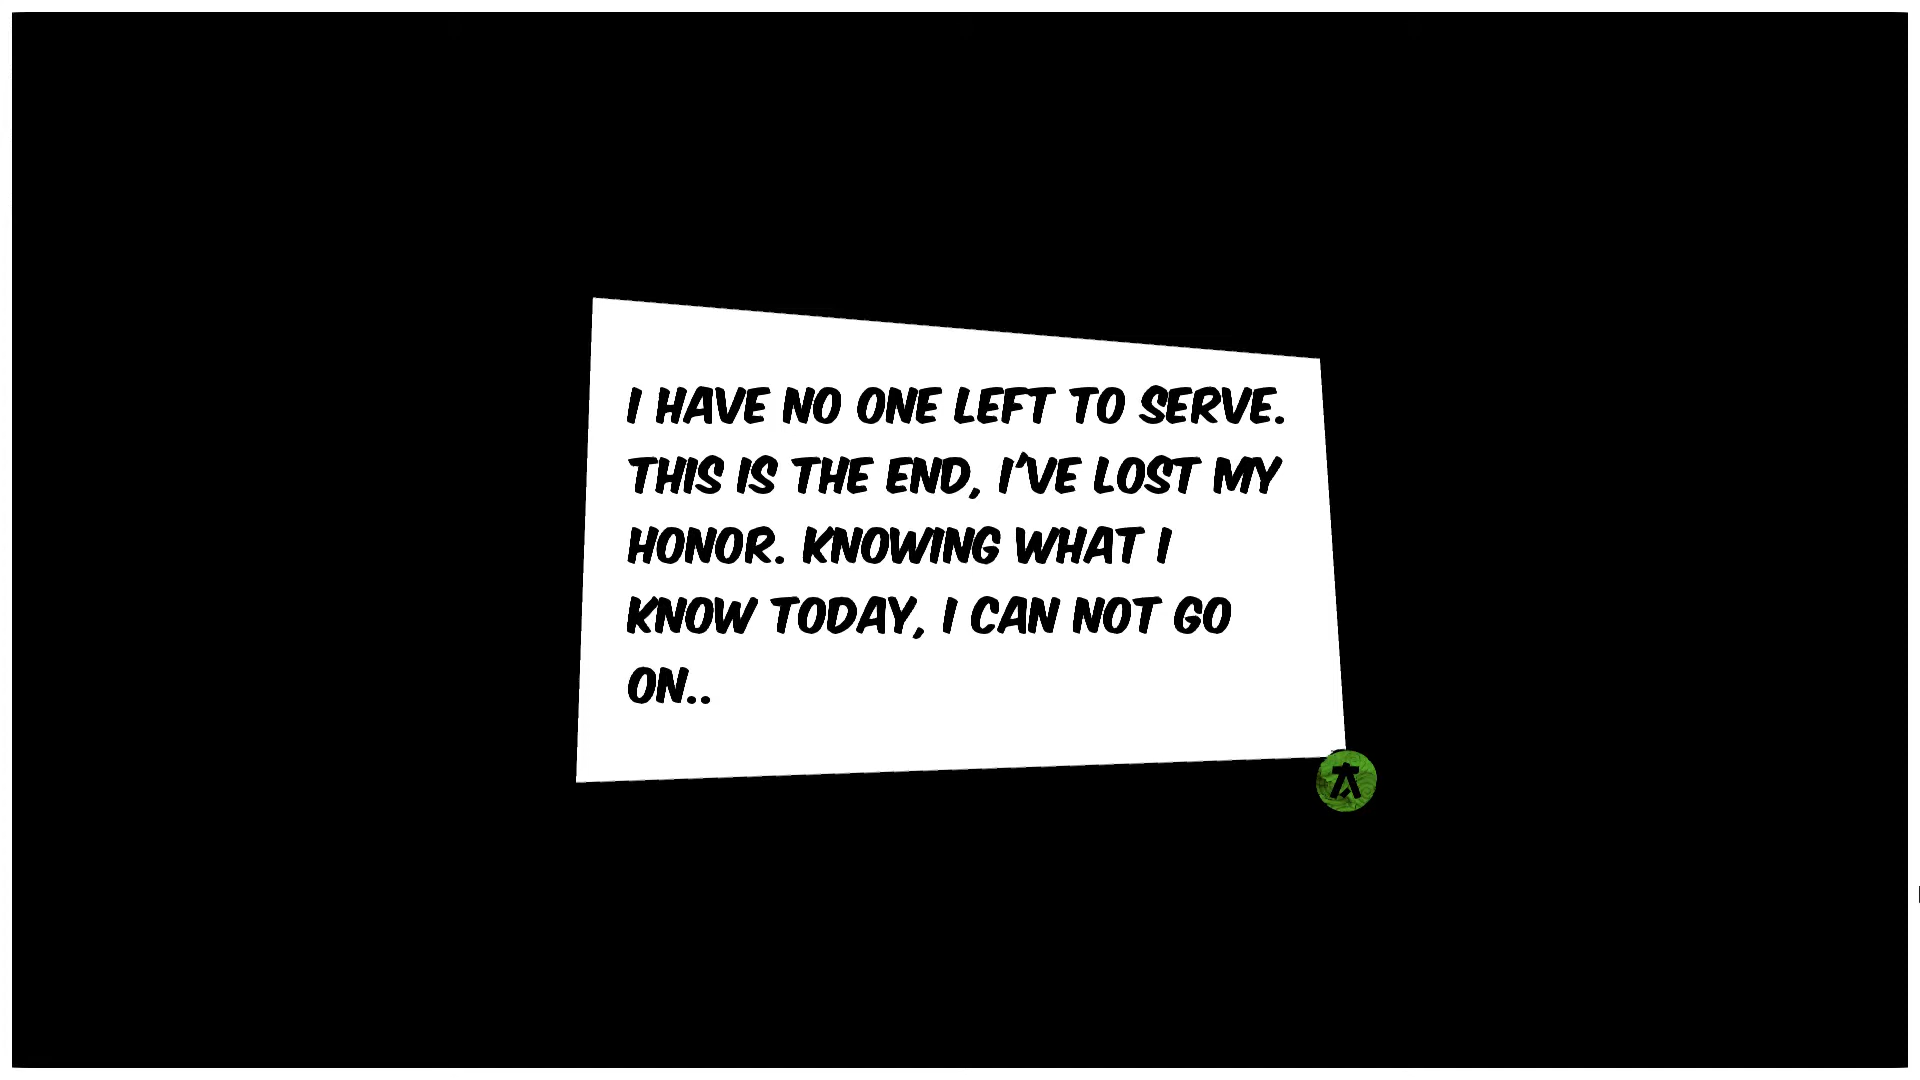 I HAVE NO ONE LEFT TO SERVE.
THIS IS THE END, I'VE LOST MY
HONOR. KNOWING WHAT I
KNOW TODAY, I CAN NOT GO
ON..